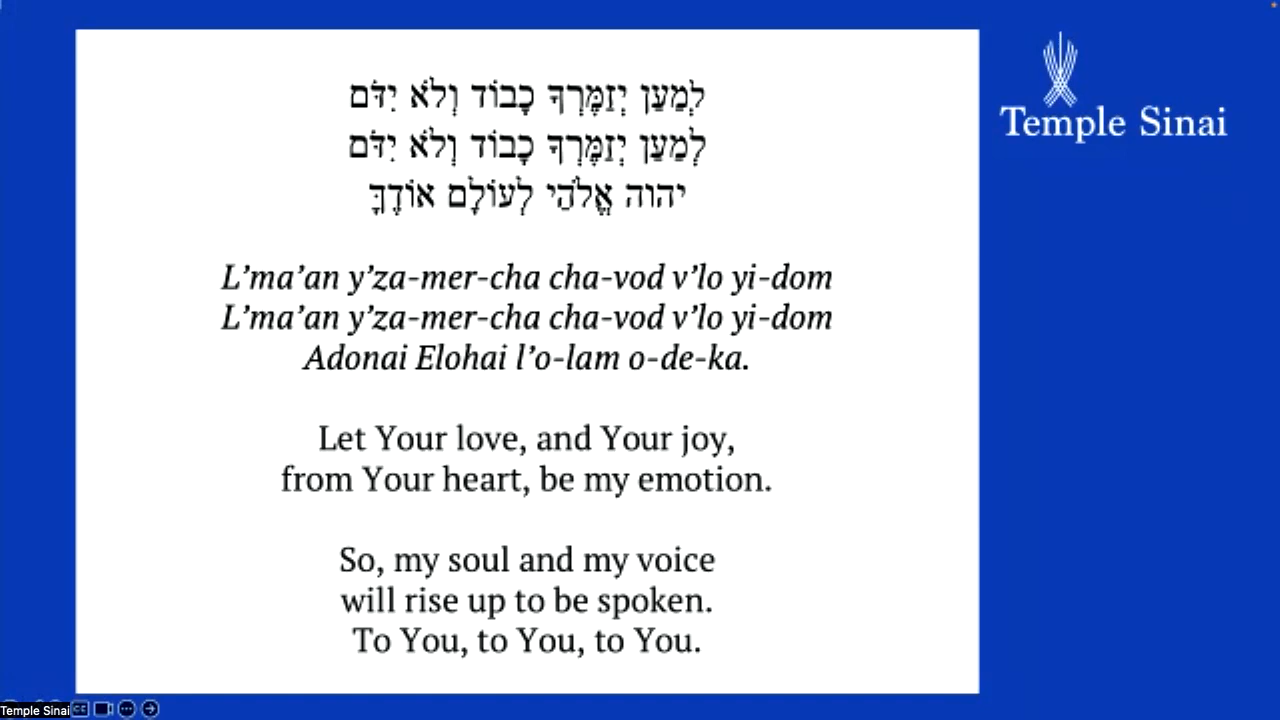 לְמַעַן יְזַמֶּרְךָ כָבוֹד וְלֹא יִדֹּם
לְמַעַן יְזַמֶּרְךָ כָבוֹד וְלֹא יִדֹּם
יהוה אֱלֹהַי לְעוֹלָם אוֹדֶךָּ
L’ma’an y’za-mer-cha cha-vod v’lo yi-dom
L’ma’an y’za-mer-cha cha-vod v’lo yi-dom
Adonai Elohai l’o-lam o-de-ka.
Let Your love, and Your joy,
from Your heart, be my emotion.
So, my soul and my voice
will rise up to be spoken.
To You, to You, to You.
Temple Sinai
Temple Sinai
CC